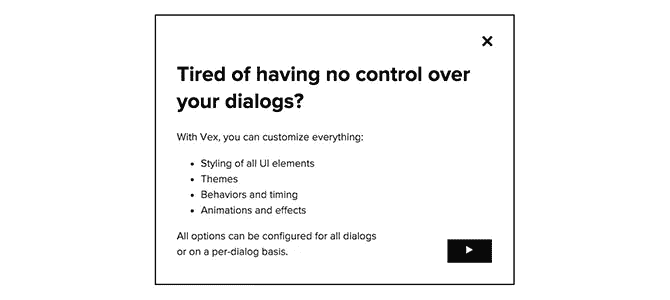 Tired of having no control over
your dialogs?
With Vex, you can customize everything:
• Styling of all UI elements
• Themes
• Behaviors and timing
• Animations and effects
All options can be configured for all dialogs
or on a per-dialog basis.